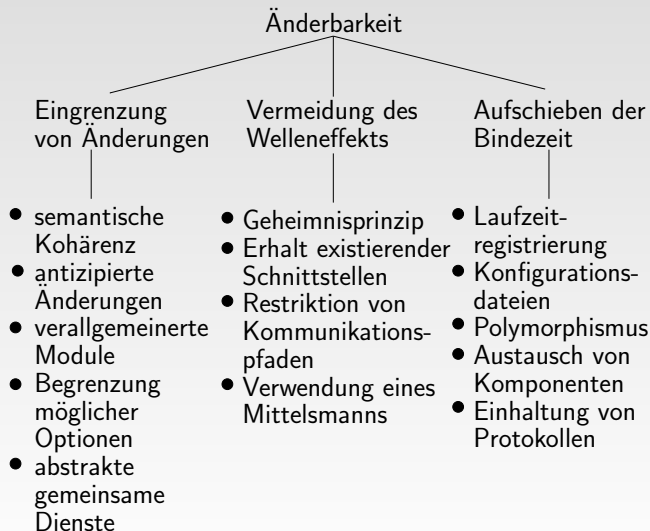 Änderbarkeit
Eingrenzung
von Änderungen
• semantische
Kohärenz
• antizipierte
Änderungen
• verallgemeinerte
Module
• Begrenzung
möglicher
Optionen
• abstrakte
gemeinsame
Dienste
Vermeidung des
Welleneffekts
• Geheimnisprinzip
• Erhalt existierender
Schnittstellen
• Restriktion von
Kommunikations-
pfaden
• Verwendung eines
Mittelsmanns
Aufschieben der
Bindezeit
• Laufzeit-
registrierung
• Konfigurations-
dateien
• Polymorphismus
• Austausch von
Komponenten
• Einhaltung von
Protokollen